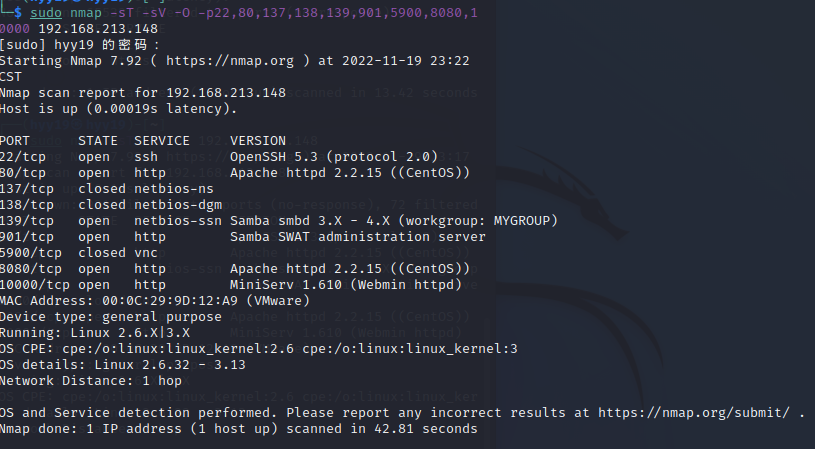 └─$ sudo nmap -sT -sV -O -p22,80,137,138,139,901,5900,8080,1
0000 192.168.213.148
[sudo] hyy19 的密码：
Starting Nmap 7.92 ( https://nmap.org ) at 2022-11-19 23:22
CST
Nmap scan report for 192.168.213.148
Host is up (0.00019s latency).
PORT      STATE  SERVICE     VERSION
22/tcp    open   ssh         OpenSSH 5.3 (protocol 2.0)
80/tcp    open   http        Apache httpd 2.2.15 ((CentOS))
137/tcp   closed netbios-ns
138/tcp   closed netbios-dgm
139/tcp   open   netbios-ssn Samba smbd 3.X - 4.X (workgroup: MYGROUP)
901/tcp   open   http        Samba SWAT administration server
5900/tcp  closed vnc
8080/tcp  open   http        Apache httpd 2.2.15 ((CentOS))
10000/tcp open   http        MiniServ 1.610 (Webmin httpd)
MAC Address: 00:0C:29:9D:12:A9 (VMware)
Device type: general purpose
Running: Linux 2.6.X|3.X
OS CPE: cpe:/o:linux:linux_kernel:2.6 cpe:/o:linux:linux_kernel:3
OS details: Linux 2.6.32 - 3.13
Network Distance: 1 hop
OS and Service detection performed. Please report any incorrect results at https://nmap.org/submit/ .
Nmap done: 1 IP address (1 host up) scanned in 42.81 seconds